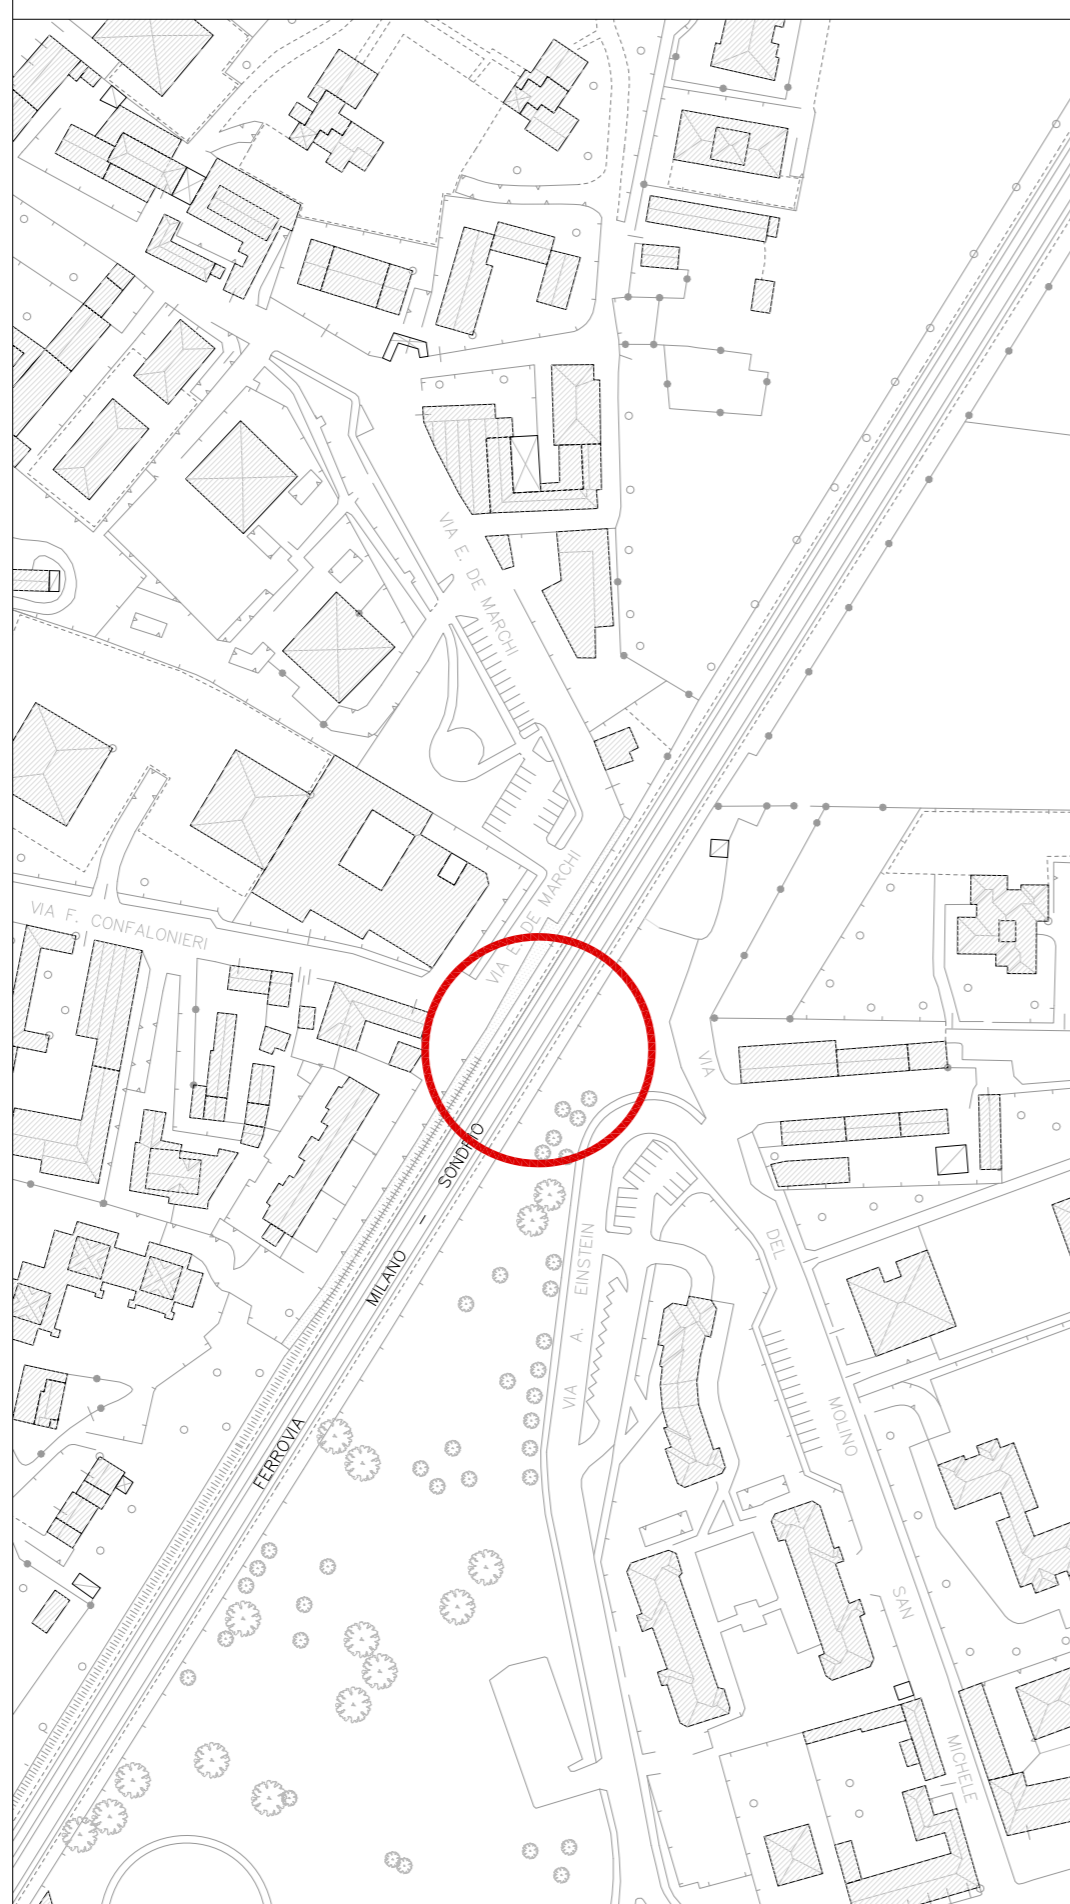 VIA E. DE MARCHI
VIA E. DE MARCHI
VIA F. CONFALONIERI
VIA
DEL
MOLINO
SAN
MICHELE
VIA A. EINSTEIN
FERROVIA MILANO – SONDRIO